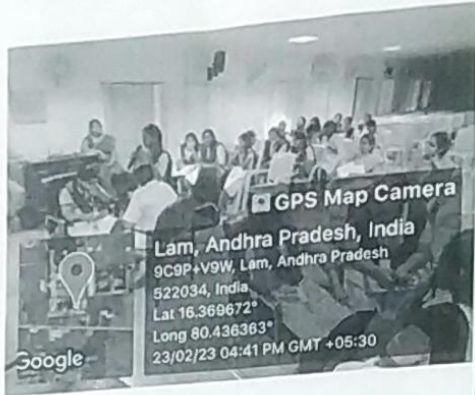 GPS Map Camera
Lam, Andhra Pradesh, India
9C9P+V9W, Lam, Andhra Pradesh
522034, India
Lat 16.369672°
Long 80.436363°
23/02/23 04:41 PM GMT +05:30
Google